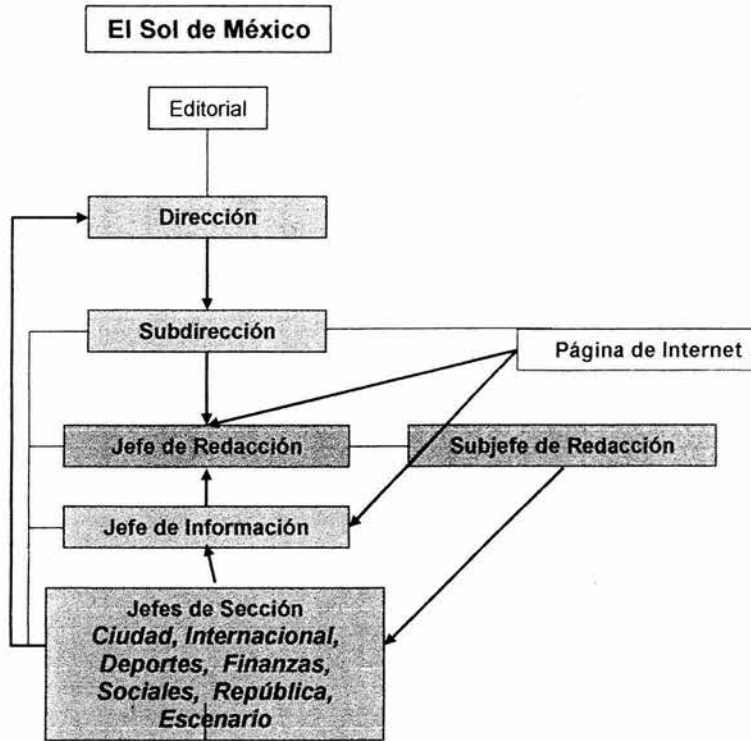 El Sol de México
Editorial
Dirección
Subdirección
Página de Internet
Jefe de Redacción
Subjefe de Redacción
Jefe de Información
Jefes de Sección
Ciudad, Internacional,
Deportes, Finanzas,
Sociales, República,
Escenario